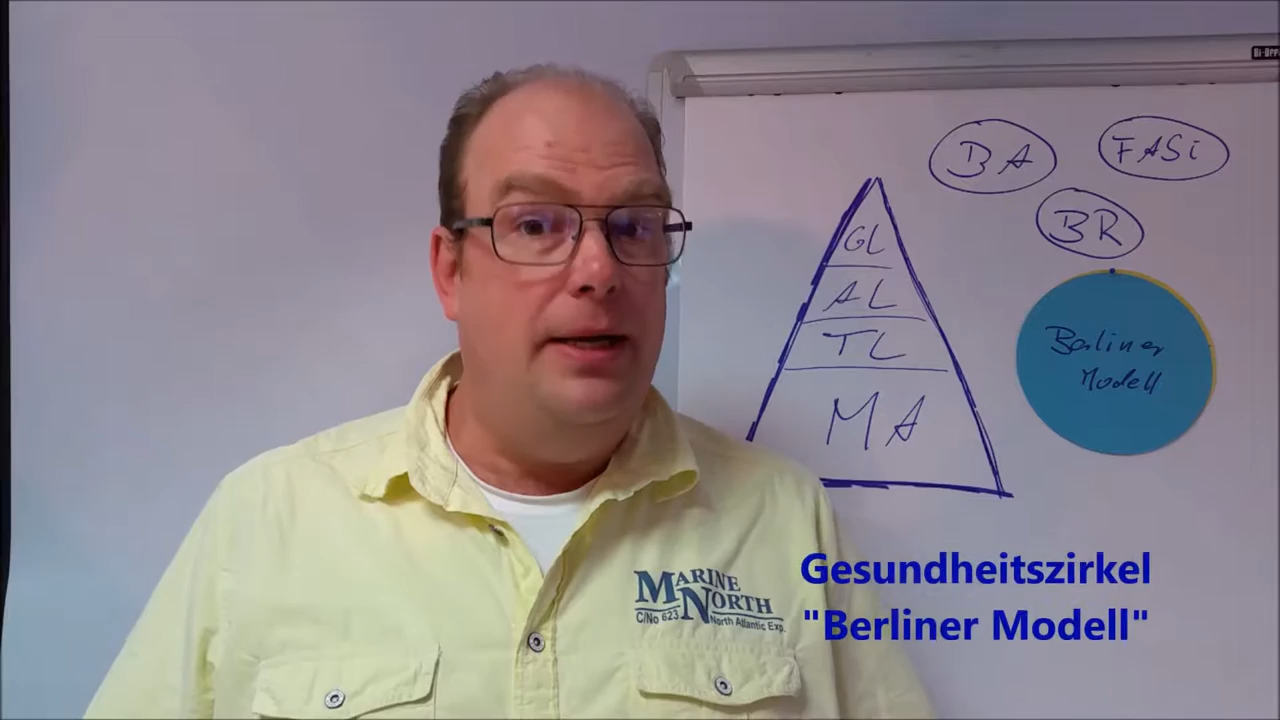 BA
FASi
BR
GL
AL
TL
MA
Berliner
Modell
MARINE
NORTH
C/No 623
North Atlantic Exp.
Gesundheitszirkel
"Berliner Modell"